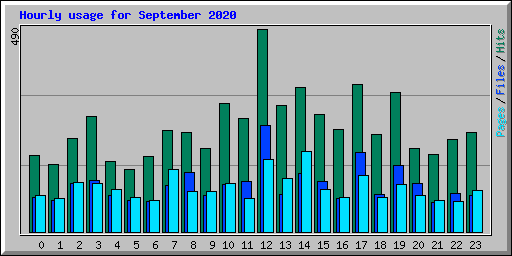 Hourly usage for September 2020
490
Pages/Files/Hits
0 1 2 3 4 5 6 7 8 9 10 11 12 13 14 15 16 17 18 19 20 21 22 23